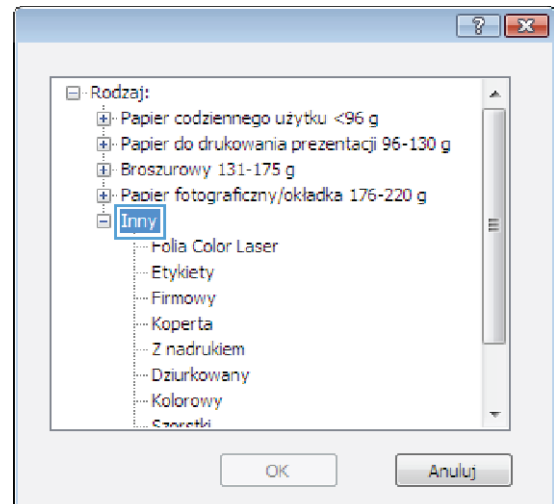 ?
Rodzaj:
Papier codziennego użytku <96 g
Papier do drukowania prezentacji 96-130 g
Broszurowy 131-175 g
Papier fotograficzny/okładka 176-220 g
Inny
Folia Color Laser
Etykiety
Firmowy
Koperta
Z nadrukiem
Dziurkowany
Kolorowy
Szorstki
OK Anuluj